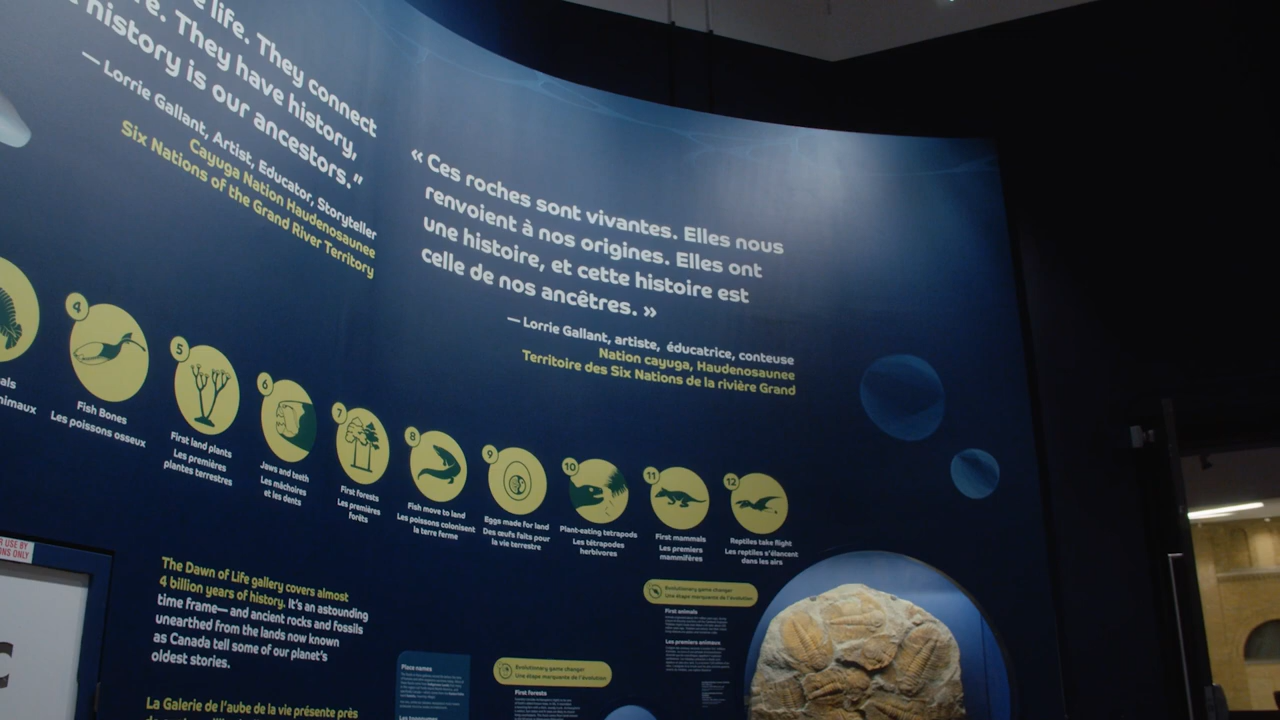 e life. They connect
re. They have history,
history is our ancestors.”
— Lorrie Gallant, Artist, Educator, Storyteller
Cayuga Nation Haudenosaunee
Six Nations of the Grand River Territory
« Ces roches sont vivantes. Elles nous
renvoient à nos origines. Elles ont
une histoire, et cette histoire est
celle de nos ancêtres. »
— Lorrie Gallant, artiste, éducatrice, conteuse
Nation cayuga, Haudenosaunee
Territoire des Six Nations de la rivière Grand
als
nimaux
4
Fish Bones
Les poissons osseux
5
First land plants
Les premières
plantes terrestres
6
Jaws and teeth
Les mâchoires
et les dents
7
First forests
Les premières
forêts
8
Fish move to land
Les poissons colonisent
la terre ferme
9
Eggs made for land
Des œufs faits pour
la vie terrestre
10
Plant-eating tetrapods
Les tétrapodes
herbivores
11
First mammals
Les premiers
mammifères
12
Reptiles take flight
Les reptiles s'élancent
dans les airs
R USE BY
ONS ONLY
The Dawn of Life gallery covers almost
4 billion years of history. It's an astounding
time frame— and ancient rocks and fossils
unearthed from the lands now known
as Canada tell some of our planet's
oldest stories.
La Galerie de l'aube de la vie présente près
Place names
Evolutionary game changer
Une étape marquante de l'évolution
First forests
Evolutionary game changer
Une étape marquante de l'évolution
First animals
Les premiers animaux